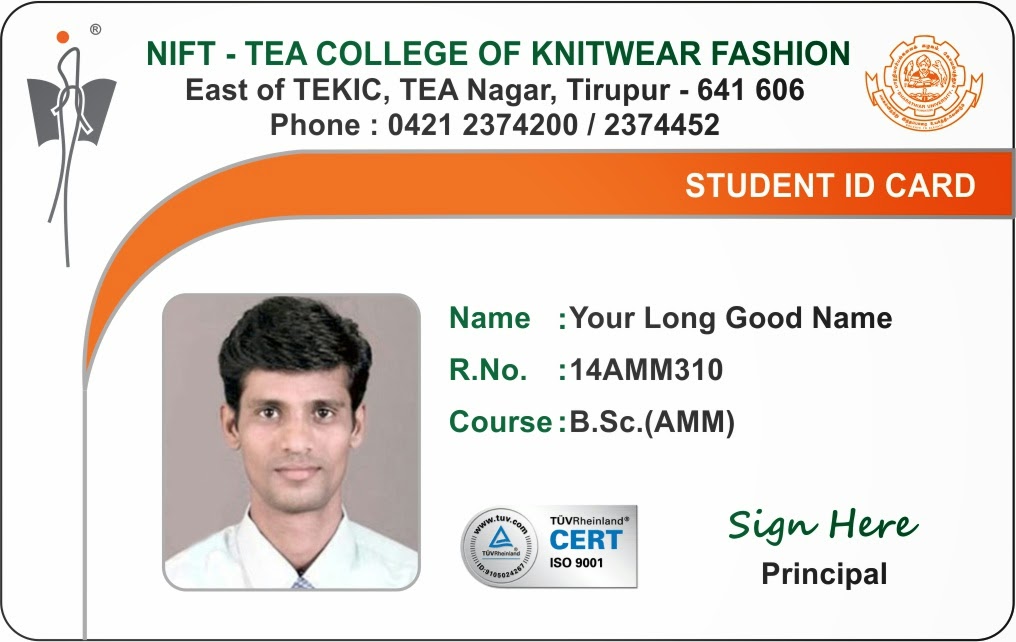 ®
NIFT - TEA COLLEGE OF KNITWEAR FASHION
East of TEKIC, TEA Nagar, Tirupur - 641 606
Phone : 0421 2374200 / 2374452
STUDENT ID CARD
Name :Your Long Good Name
R.No. :14AMM310
Course :B.Sc.(AMM)
www.tuv.com
TÜVRheinland
ID:9105024267
TÜVRheinland®
CERT
ISO 9001
Sign Here
Principal